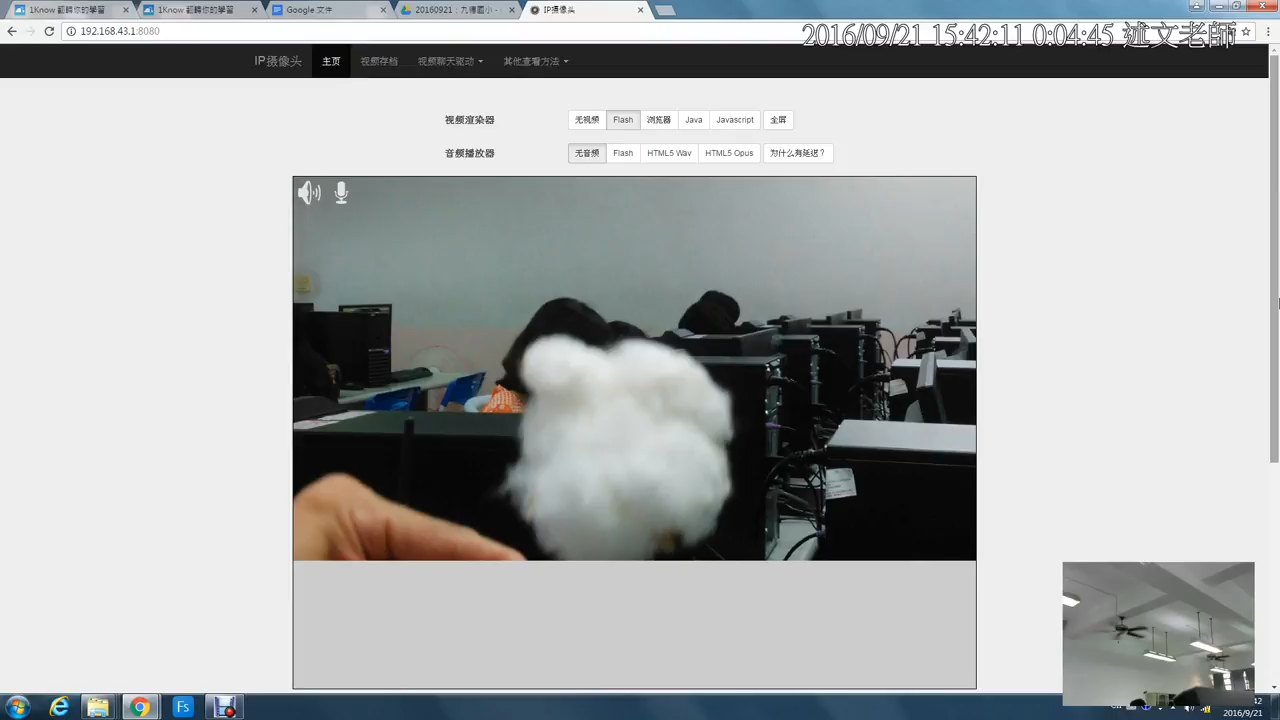 1Know 翻轉你的學習
1Know 翻轉你的學習
Google 文件
20160921：九德國小 -
IP摄像头
192.168.43.1:8080
2016/09/21 15:42:11 0:04:45 述文老師
IP摄像头
主页
视频存档
视频聊天驱动
其他查看方法
视频渲染器
无视频
Flash
浏览器
Java
Javascript
全屏
音频播放器
无音频
Flash
HTML5 Wav
HTML5 Opus
为什么有延迟？
Fs
2016/9/21